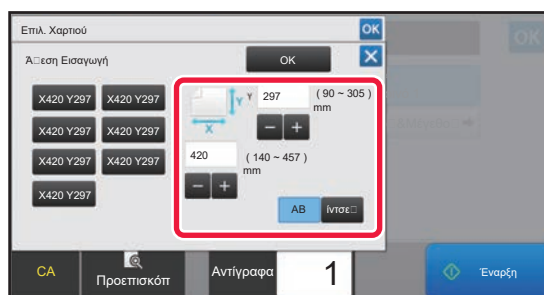 Επιλ. Χαρτιού
OK
OK
Ά□εση Εισαγωγή
OK
X420 Y297 X420 Y297
X420 Y297 X420 Y297
X420 Y297 X420 Y297
X420 Y297
Y Y 297 ( 90 ~ 305 )
mm
X
420 ( 140 ~ 457 )
mm
AB ίντσε□
CA
Προεπισκόπ
Αντίγραφα 1
Έναρξη